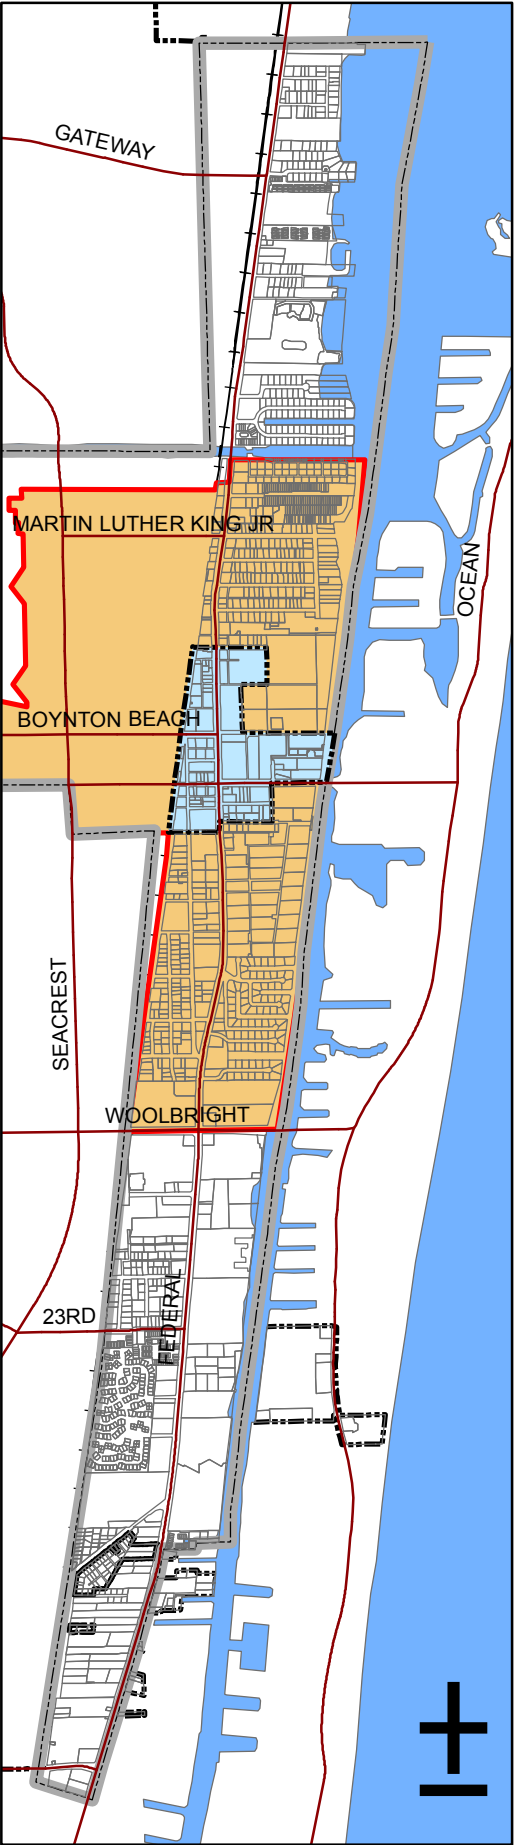 GATEWAY
MARTIN LUTHER KING JR
OCEAN
BOYNTON BEACH
SEACREST
WOOLBRIGHT
FEDERAL
23RD